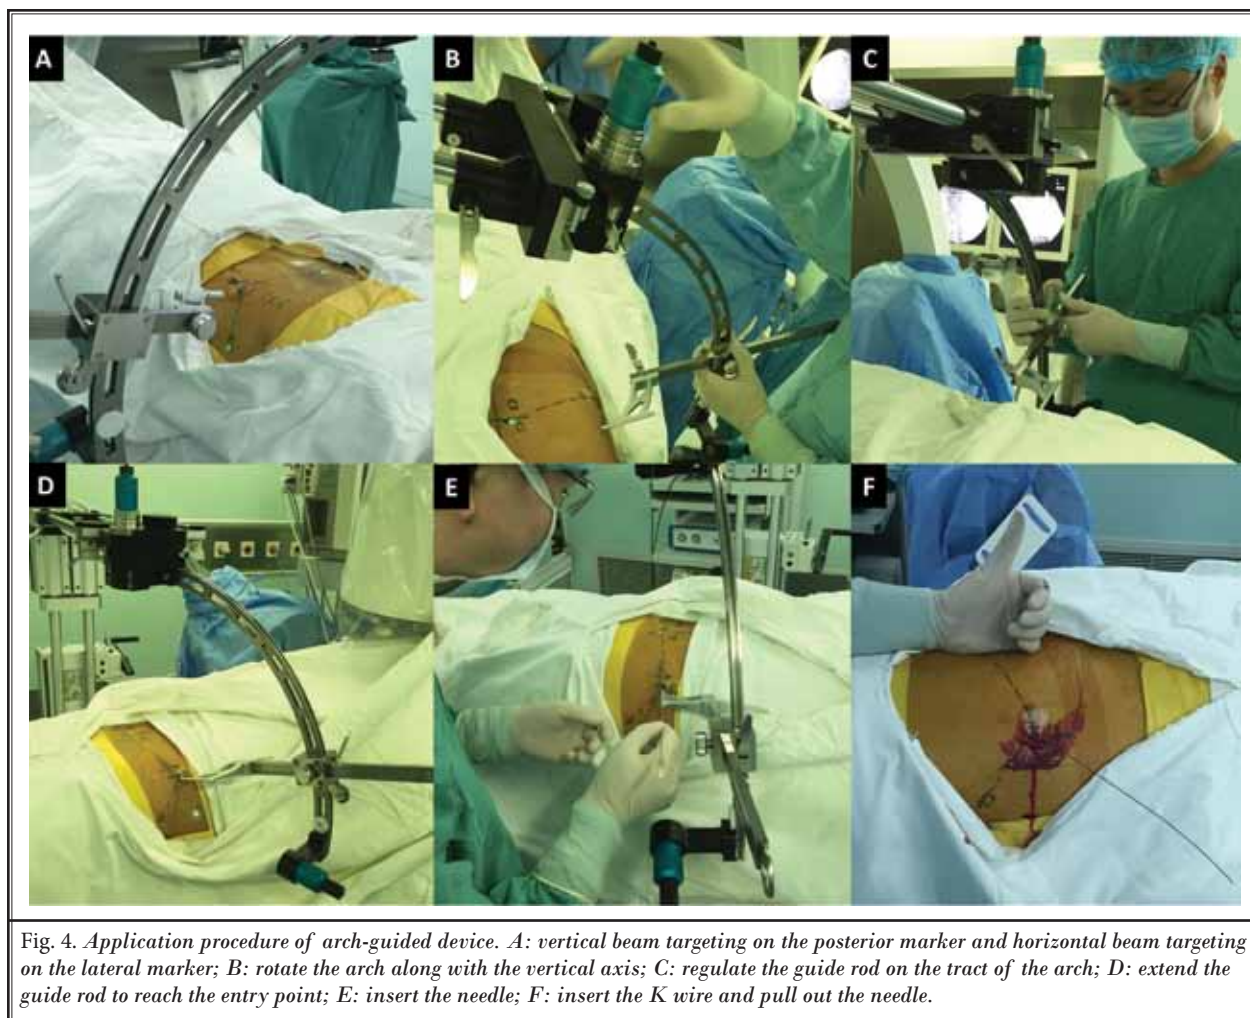 A
B
C
D
E
F
Fig. 4. Application procedure of arch-guided device. A: vertical beam targeting on the posterior marker and horizontal beam targeting
on the lateral marker; B: rotate the arch along with the vertical axis; C: regulate the guide rod on the tract of the arch; D: extend the
guide rod to reach the entry point; E: insert the needle; F: insert the K wire and pull out the needle.